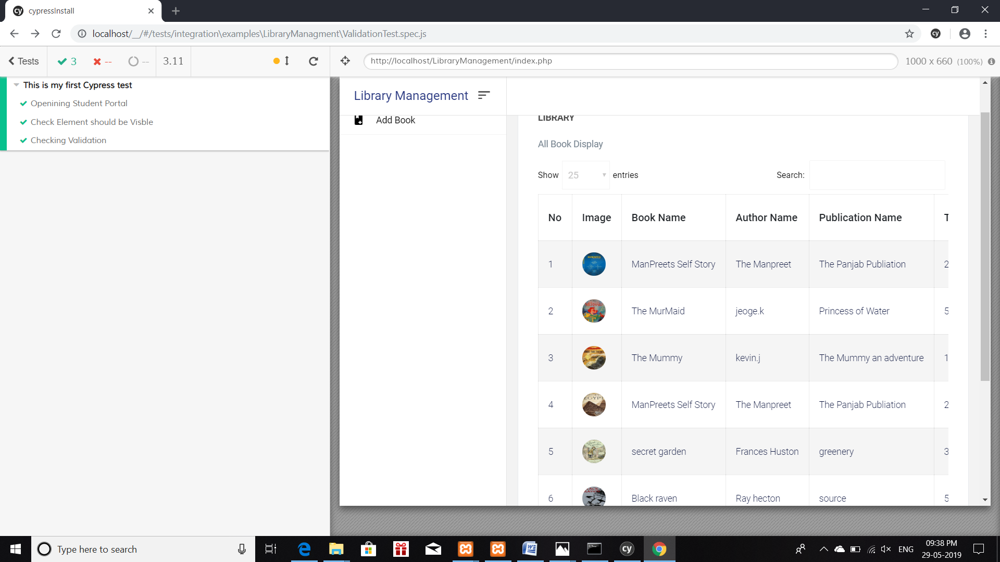 cypressInstall
localhost/__/#/tests/integration\examples\LibraryManagment\ValidationTest.spec.js
Tests 3 -- -- 3.11
http://localhost/LibraryManagement/index.php 1000 x 660 (100%)
This is my first Cypress test
Openining Student Portal
Check Element should be Visble
Checking Validation
Library Management
Add Book
LIBRARY
All Book Display
Show 25 entries Search:
No Image Book Name Author Name Publication Name T
1 ManPreets Self Story The Manpreet The Panjab Publiation 2
2 The MurMaid jeoge.k Princess of Water 5
3 The Mummy kevin.j The Mummy an adventure 1
4 ManPreets Self Story The Manpreet The Panjab Publiation 2
5 secret garden Frances Huston greenery 3
6 Black raven Ray hecton source 5
Type here to search
ENG
09:38 PM
29-05-2019